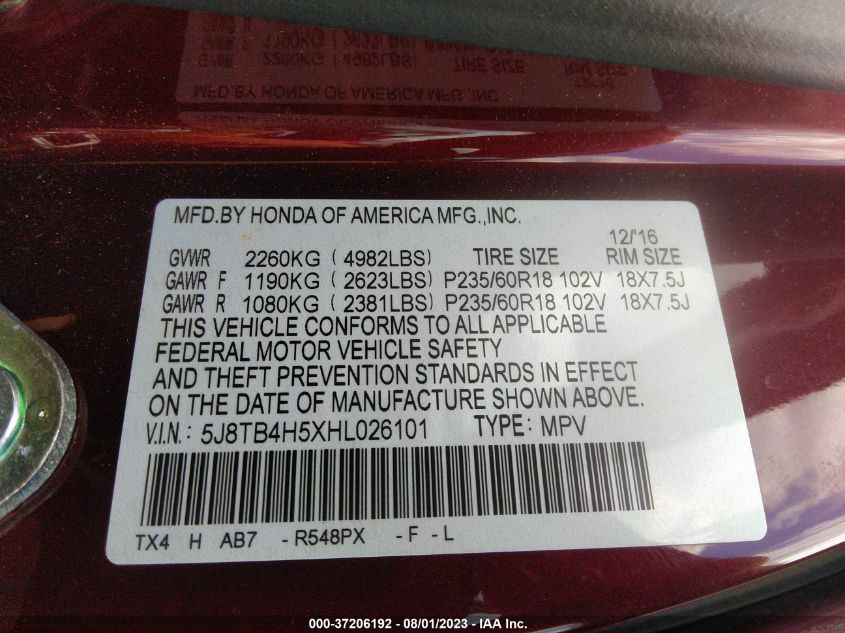 MFD.BY HONDA OF AMERICA MFG.,INC.
12/'16
GVWR 2260KG ( 4982LBS) TIRE SIZE RIM SIZE
GAWR F 1190KG ( 2623LBS) P235/60R18 102V 18X7.5J
GAWR R 1080KG ( 2381LBS) P235/60R18 102V 18X7.5J
THIS VEHICLE CONFORMS TO ALL APPLICABLE
FEDERAL MOTOR VEHICLE SAFETY
AND THEFT PREVENTION STANDARDS IN EFFECT
ON THE DATE OF MANUFACTURE SHOWN ABOVE.
V.I.N.: 5J8TB4H5XHL026101 TYPE: MPV
TX4 H AB7 - R548PX - F - L
000-37206192 - 08/01/2023 - IAA Inc.